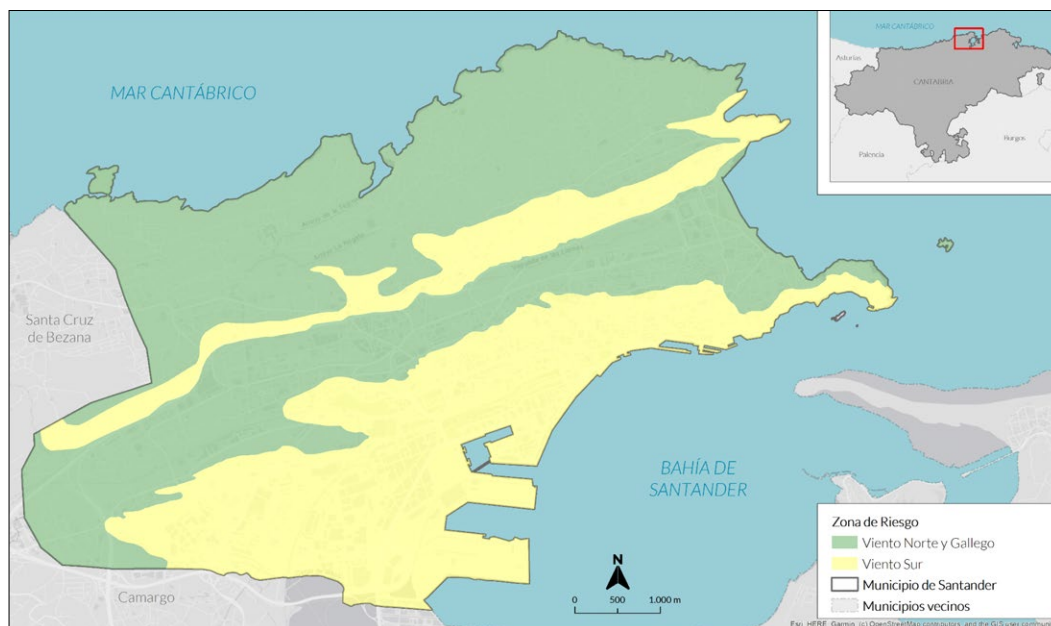 MAR CANTÁBRICO
MAR CANTÁBRICO
Asturias
CANTABRIA
Burgos
Palencia
Santa Cruz
de Bezana
BAHÍA DE
SANTANDER
Camargo
N
0 500 1.000 m
Zona de Riesgo
Viento Norte y Gallego
Viento Sur
Municipio de Santander
Municipios vecinos
Esri, HERE, Garmin, (c) OpenStreetMap contributors, and the GIS user community